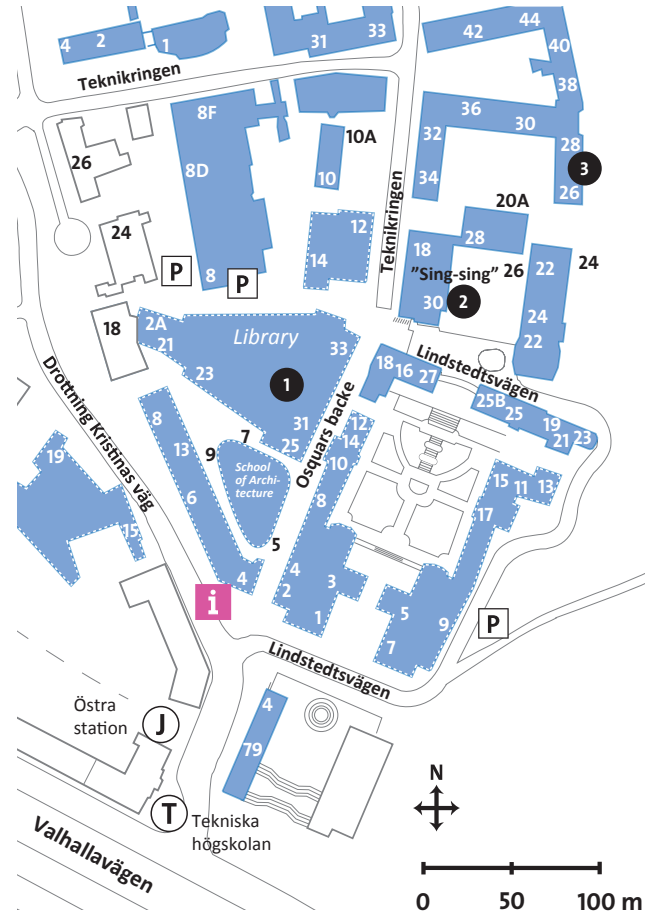 44
42
40
38
33
31
4
2
1
Teknikringen
8F
36
30
32
28
10A
26
8D
10
34
3
26
24
20A
12
Teknikringen
18
28
P
P
8
14
"Sing-sing"
26
22
24
30
2
24
22
18
2A
21
Library
33
Lindstedtsvägen
18
16
27
23
1
25B
25
19
21
23
Drottning Kristinas väg
8
13
6
7
9
31
25
Osquars backe
12
14
10
School
of Archi-
tecture
19
15
8
15
11
13
17
5
4
i
4
2
3
1
5
7
9
P
Lindstedtsvägen
4
79
Östra
station
J
T
Tekniska
högskolan
Valhallavägen
N
0
50
100 m